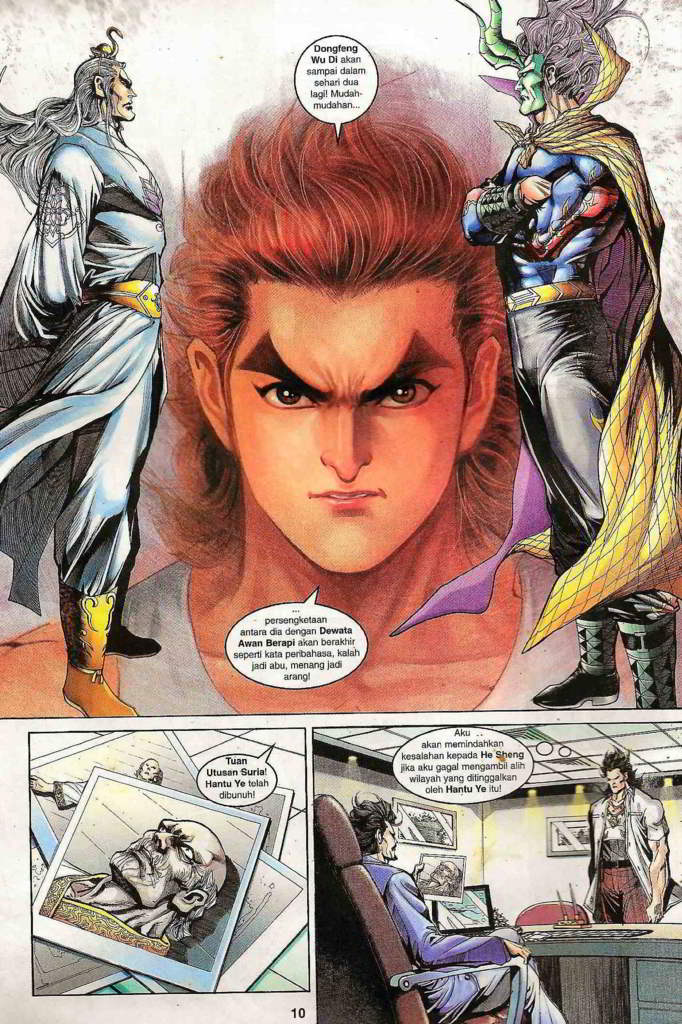 Dongfeng
Wu Di akan
sampai dalam
sehari dua
lagi! Mudah-
mudahan...
...
persengketaan
antara dia dengan Dewata
Awan Berapi akan berakhir
seperti kata peribahasa, kalah
jadi abu, menang jadi
arang!
Tuan
Utusan Suria!
Hantu Ye telah
dibunuh!
Aku ..
akan memindahkan
kesalahan kepada He Sheng
jika aku gagal mengambil alih
wilayah yang ditinggalkan
oleh Hantu Ye itu!
10